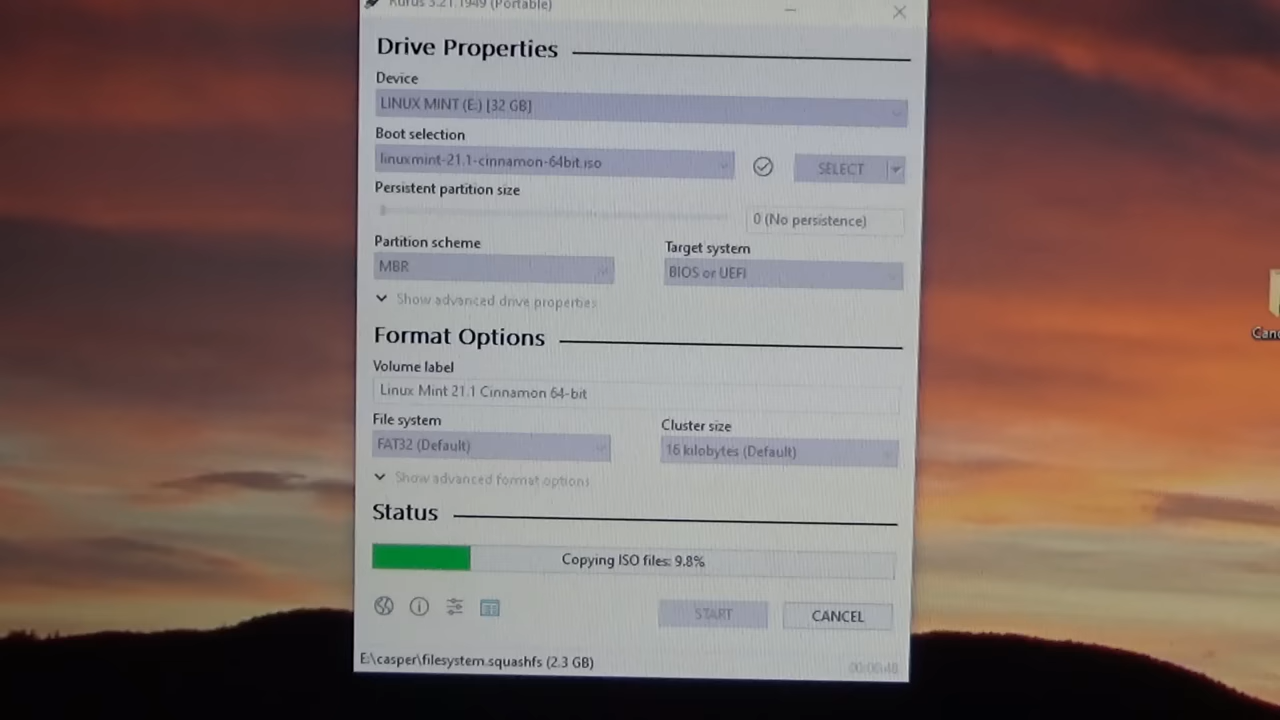 Rufus 3.21.1949 (Portable)
Drive Properties
Device
LINUX MINT (E:) [32 GB]
Boot selection
linuxmint-21.1-cinnamon-64bit.iso
SELECT
Persistent partition size
0 (No persistence)
Partition scheme
Target system
MBR
BIOS or UEFI
Show advanced drive properties
Format Options
Volume label
Linux Mint 21.1 Cinnamon 64-bit
File system
Cluster size
FAT32 (Default)
16 kilobytes (Default)
Show advanced format options
Status
Copying ISO files: 9.8%
START
CANCEL
E:\casper\filesystem.squashfs (2.3 GB)
00:00:48